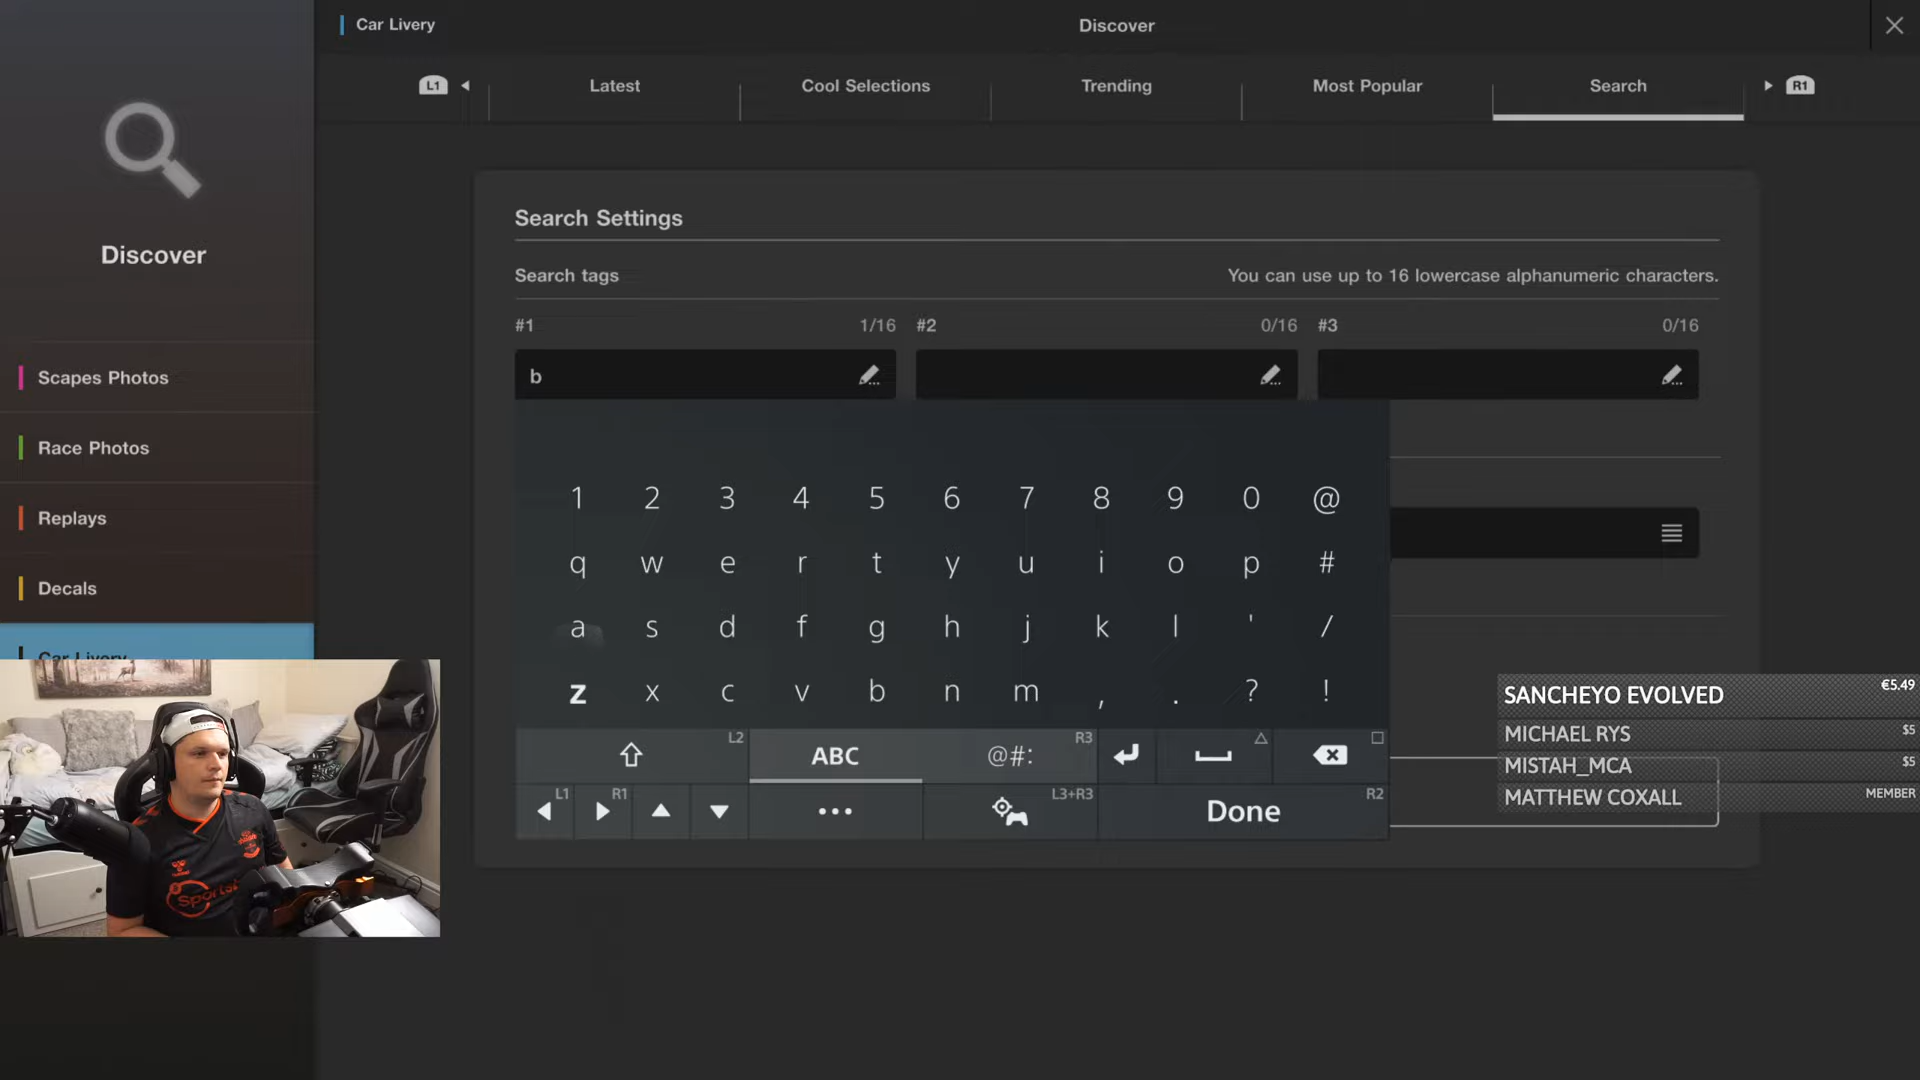 Car Livery
Discover
L1
Latest
Cool Selections
Trending
Most Popular
Search
R1
Discover
Scapes Photos
Race Photos
Replays
Decals
Car Livery
Search Settings
Search tags
You can use up to 16 lowercase alphanumeric characters.
#1 1/16 #2 0/16 #3 0/16
b
1 2 3 4 5 6 7 8 9 0 @
q w e r t y u i o p #
a s d f g h j k l ' /
z x c v b n m , . ? !
L2
ABC
@#: R3
L1 R1
...
L3+R3
Done R2
SANCHEYO EVOLVED €5.49
MICHAEL RYS $5
MISTAH_MCA $5
MATTHEW COXALL MEMBER